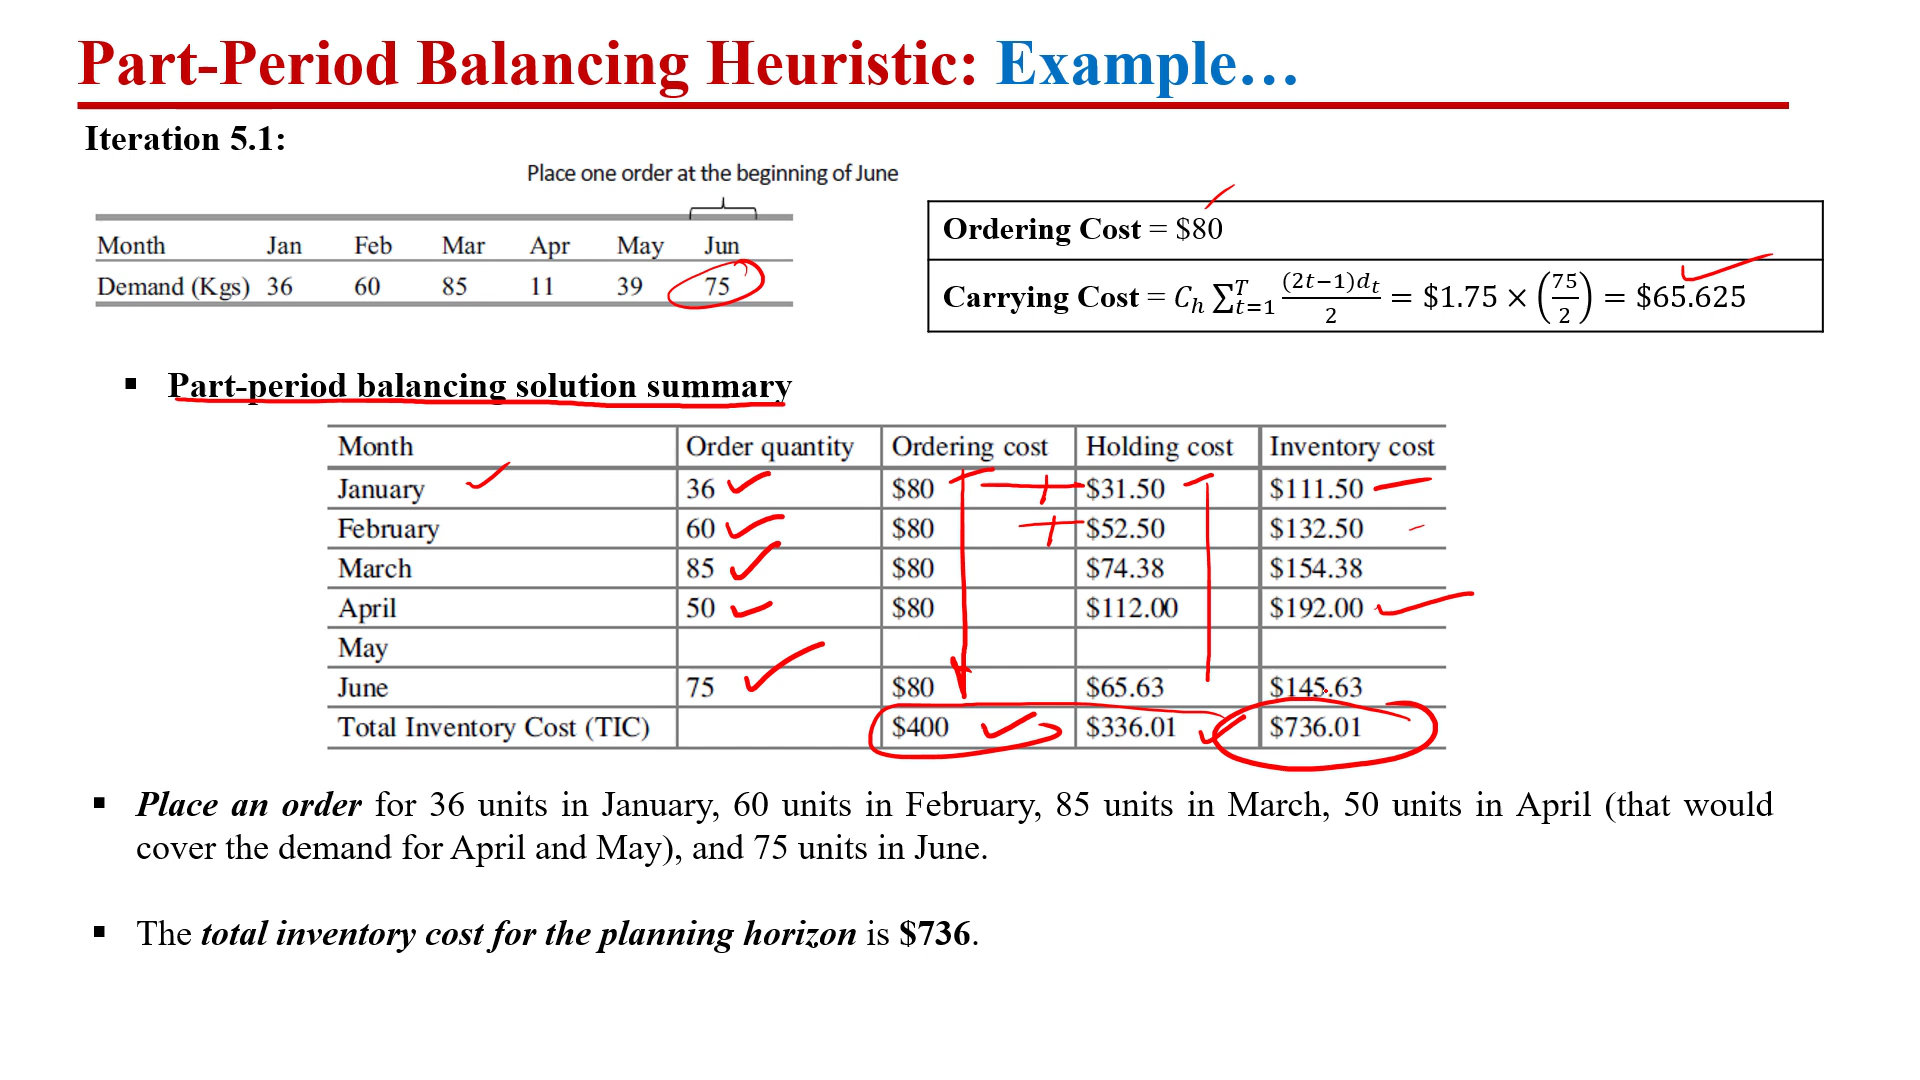 Part-Period Balancing Heuristic: Example…
Iteration 5.1:
Place one order at the beginning of June
Month Jan Feb Mar Apr May Jun
Demand (Kgs) 36 60 85 11 39 75
Ordering Cost = $80
Carrying Cost = C_h ∑_{t=1}^{T} (2t−1)d_t / 2 = $1.75 × (75/2) = $65.625
▪ Part-period balancing solution summary
Month Order quantity Ordering cost Holding cost Inventory cost
January 36 $80 $31.50 $111.50
February 60 $80 $52.50 $132.50
March 85 $80 $74.38 $154.38
April 50 $80 $112.00 $192.00
May
June 75 $80 $65.63 $145.63
Total Inventory Cost (TIC) $400 $336.01 $736.01
▪ Place an order for 36 units in January, 60 units in February, 85 units in March, 50 units in April (that would
cover the demand for April and May), and 75 units in June.
▪ The total inventory cost for the planning horizon is $736.